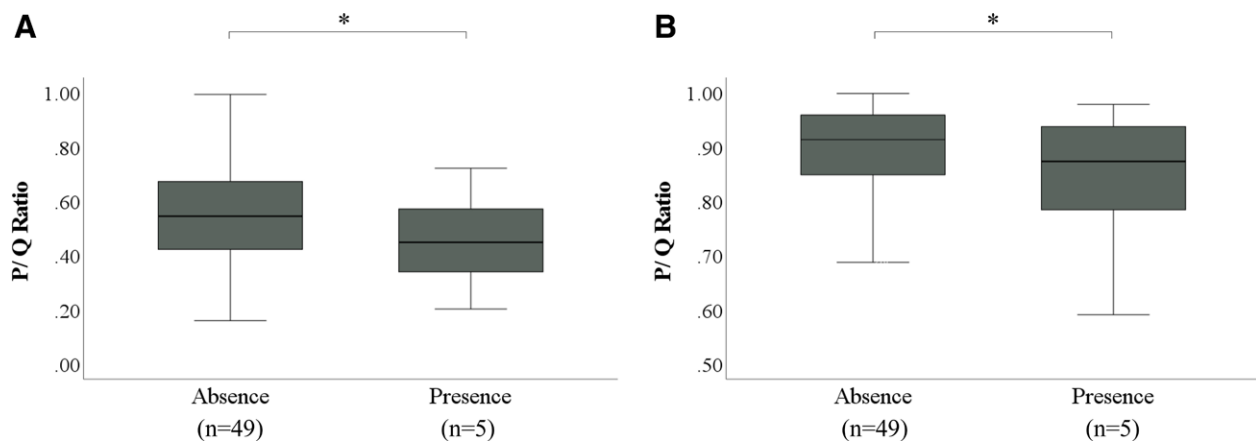 A
*
P/ Q Ratio
1.00
.80
.60
.40
.20
.00
Absence
(n=49)
Presence
(n=5)
B
*
P/ Q Ratio
1.00
.90
.80
.70
.60
.50
Absence
(n=49)
Presence
(n=5)